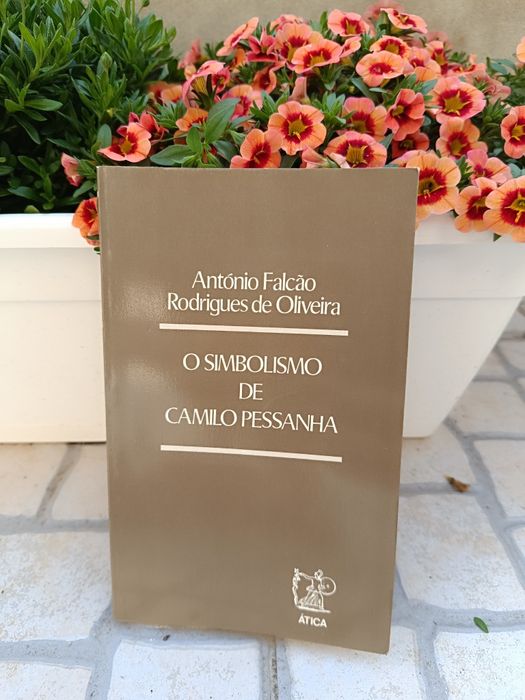 António Falcão
Rodrigues de Oliveira
O SIMBOLISMO
DE
CAMILO PESSANHA
ÁTICA